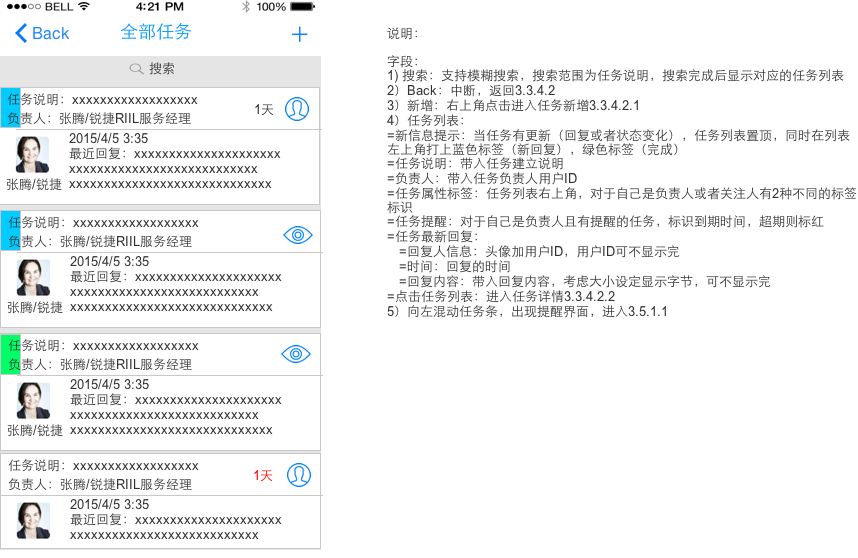 BELL
4:21 PM
100%
Back
全部任务
搜索
任务说明：xxxxxxxxxxxxxxxxxx
负责人：张腾/锐捷RIIL服务经理
1天
2015/4/5 3:35
最近回复：xxxxxxxxxxxxxxxxxxxxx
xxxxxxxxxxxxxxxxxxxxxxxxxxx
张腾/锐捷
xxxxxxxxxxxxxxxxxxxxxxxxxxxxx
任务说明：xxxxxxxxxxxxxxxxxx
负责人：张腾/锐捷RIIL服务经理
2015/4/5 3:35
最近回复：xxxxxxxxxxxxxxxxxxxxx
xxxxxxxxxxxxxxxxxxxxxxxxxxx
张腾/锐捷
xxxxxxxxxxxxxxxxxxxxxxxxxxxxx
任务说明：xxxxxxxxxxxxxxxxxx
负责人：张腾/锐捷RIIL服务经理
2015/4/5 3:35
最近回复：xxxxxxxxxxxxxxxxxxxxx
xxxxxxxxxxxxxxxxxxxxxxxxxxx
张腾/锐捷
xxxxxxxxxxxxxxxxxxxxxxxxxxxxx
任务说明：xxxxxxxxxxxxxxxxxx
负责人：张腾/锐捷RIIL服务经理
1天
2015/4/5 3:35
最近回复：xxxxxxxxxxxxxxxxxxxxx
xxxxxxxxxxxxxxxxxxxxxxxxxxx
说明：
字段：
1) 搜索：支持模糊搜索，搜索范围为任务说明，搜索完成后显示对应的任务列表
2）Back：中断，返回3.3.4.2
3）新增：右上角点击进入任务新增3.3.4.2.1
4）任务列表：
=新信息提示：当任务有更新（回复或者状态变化），任务列表置顶，同时在列表
左上角打上蓝色标签（新回复），绿色标签（完成）
=任务说明：带入任务建立说明
=负责人：带入任务负责人用户ID
=任务属性标签：任务列表右上角，对于自己是负责人或者关注人有2种不同的标签
标识
=任务提醒：对于自己是负责人且有提醒的任务，标识到期时间，超期则标红
=任务最新回复：
=回复人信息：头像加用户ID，用户ID可不显示完
=时间：回复的时间
=回复内容：带入回复内容，考虑大小设定显示字节，可不显示完
=点击任务列表：进入任务详情3.3.4.2.2
5）向左混动任务条，出现提醒界面，进入3.5.1.1